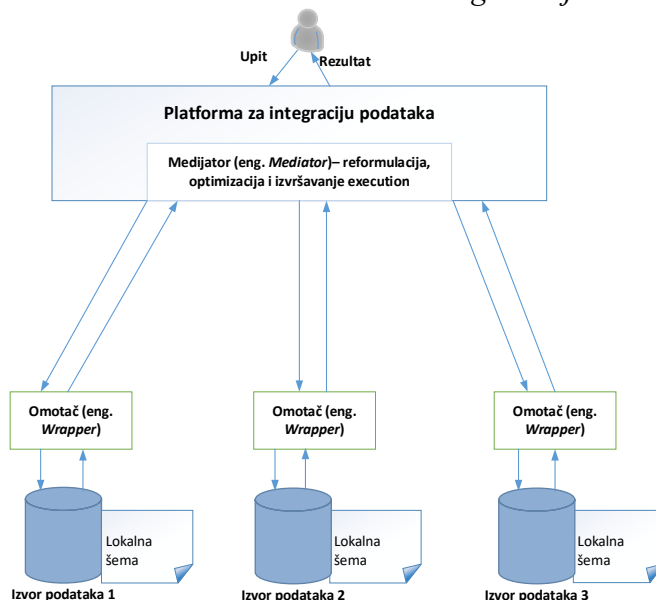 Upit
Rezultat
Platforma za integraciju podataka
Medijator (eng. Mediator)– reformulacija,
optimizacija i izvršavanje execution
Omotač (eng.
Wrapper)
Omotač (eng.
Wrapper)
Omotač (eng.
Wrapper)
Lokalna
šema
Lokalna
šema
Lokalna
šema
Izvor podataka 1
Izvor podataka 2
Izvor podataka 3